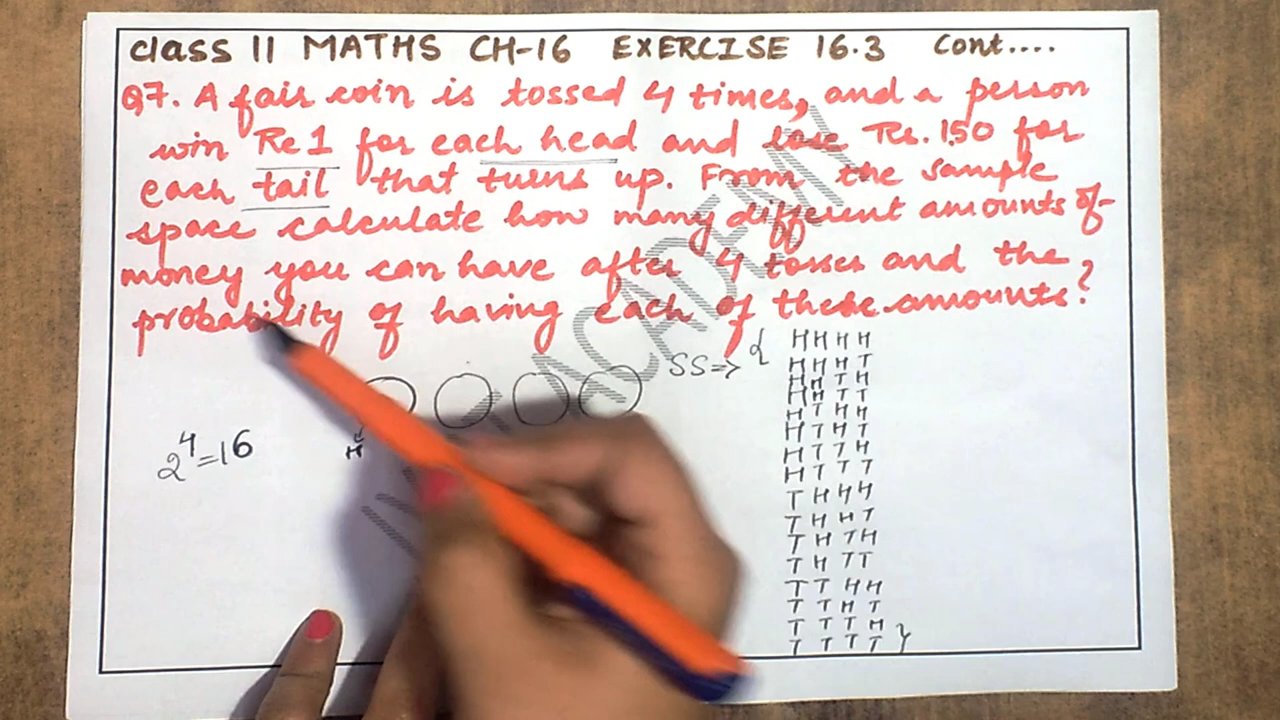 class 11 MATHS CH-16 EXERCISE 16.3 Cont....
Q7. A fair coin is tossed 4 times, and a person
win Re 1 for each head and lose Rs. 1.50 for
each tail that turns up. From the sample
space calculate how many different amounts of
money you can have after 4 tosses and the
probability of having each of these amounts?
SS => { H H H H
H H H T
H H T H
H H T T
H T H H
H T H T
H T T H
H T T T
T H H H
T H H T
T H T H
T H T T
T T H H
T T H T
T T T H
T T T T }
2^4 = 16
H
ACADEMY